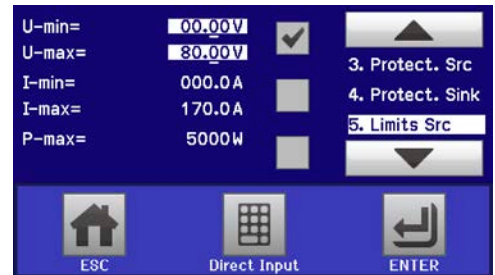 U-min= 00.00V
U-max= 80.00V
I-min= 000.0A
I-max= 170.0A
P-max= 5000W
3. Protect. Src
4. Protect. Sink
5. Limits Src
ESC
Direct Input
ENTER